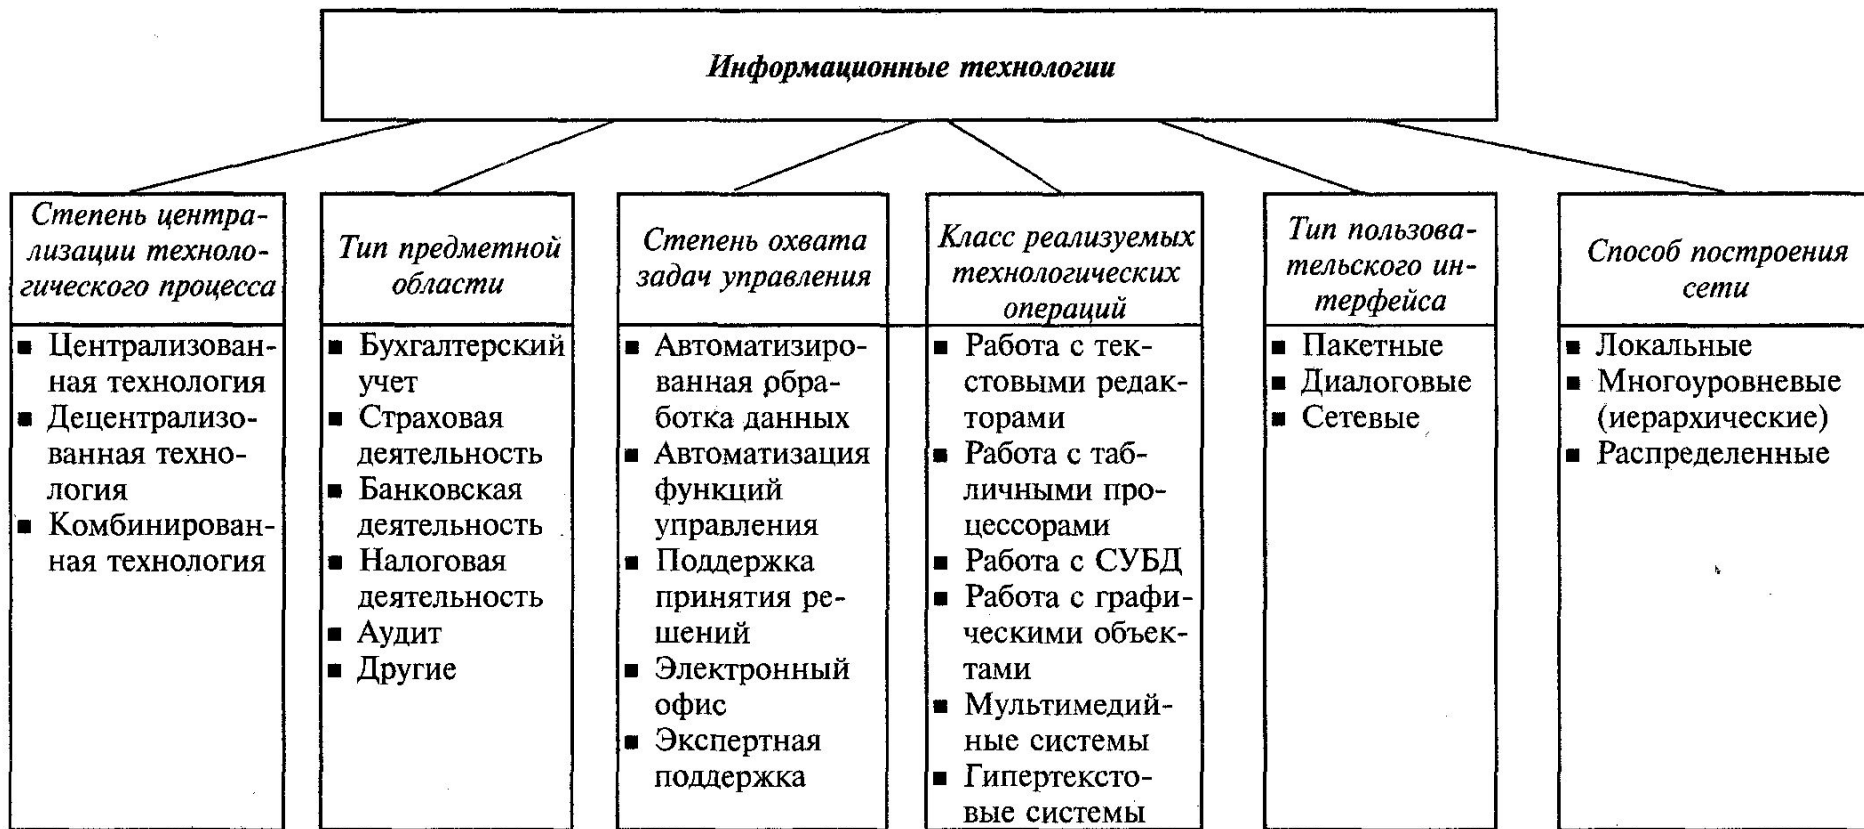 Информационные технологии
Степень центра-
лизации техноло-
гического процесса
■ Централизован-
ная технология
■ Децентрализо-
ванная техно-
логия
■ Комбинирован-
ная технология
Тип предметной
области
■ Бухгалтерский
учет
■ Страховая
деятельность
■ Банковская
деятельность
■ Налоговая
деятельность
■ Аудит
■ Другие
Степень охвата
задач управления
■ Автоматизиро-
ванная обра-
ботка данных
■ Автоматизация
функций
управления
■ Поддержка
принятия ре-
шений
■ Электронный
офис
■ Экспертная
поддержка
Класс реализуемых
технологических
операций
■ Работа с тек-
стовыми редак-
торами
■ Работа с таб-
личными про-
цессорами
■ Работа с СУБД
■ Работа с графи-
ческими объек-
тами
■ Мультимедий-
ные системы
■ Гипертексто-
вые системы
Тип пользова-
тельского ин-
терфейса
■ Пакетные
■ Диалоговые
■ Сетевые
Способ построения
сети
■ Локальные
■ Многоуровневые
(иерархические)
■ Распределенные